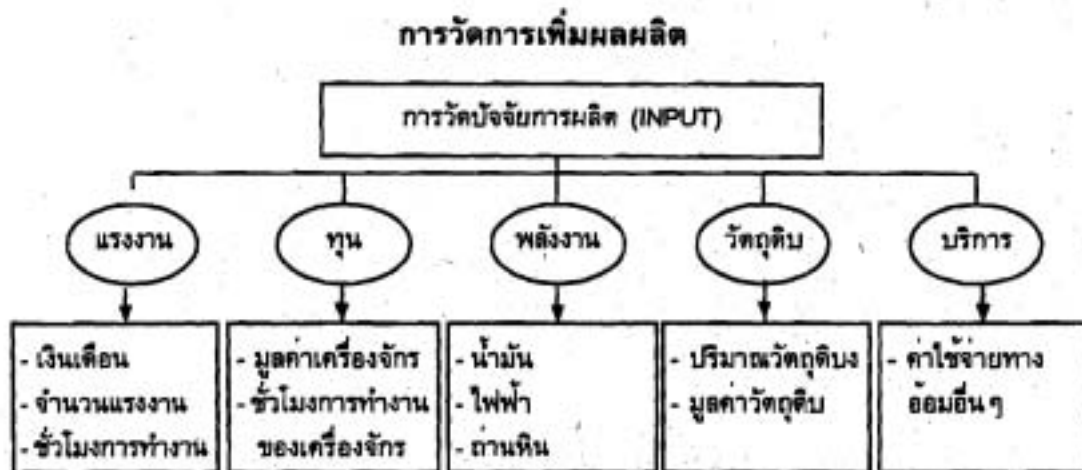 การวัดการเพิ่มผลผลิต
การวัดปัจจัยการผลิต (INPUT)
แรงงาน
ทุน
พลังงาน
วัตถุดิบ
บริการ
- เงินเดือน
- จำนวนแรงงาน
- ชั่วโมงการทำงาน
- มูลค่าเครื่องจักร
- ชั่วโมงการทำงาน
ของเครื่องจักร
- น้ำมัน
- ไฟฟ้า
- ถ่านหิน
- ปริมาณวัตถุดิบง
- มูลค่าวัตถุดิบ
- ค่าใช้จ่ายทาง
อ้อมอื่นๆ